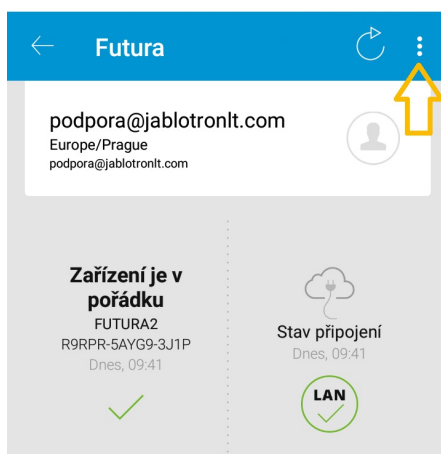 Futura
podpora@jablotronlt.com
Europe/Prague
podpora@jablotronlt.com
Zařízení je v
pořádku
FUTURA2
R9RPR-5AYG9-3J1P
Dnes, 09:41
Stav připojení
Dnes, 09:41
LAN